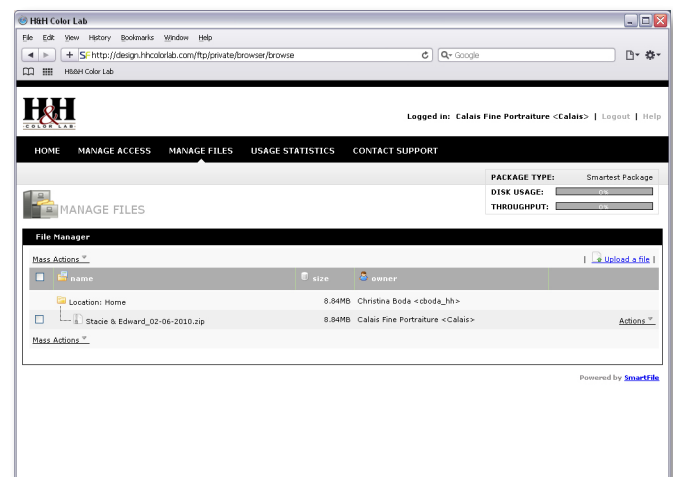 H&H Color Lab
File Edit View History Bookmarks Window Help
http://design.hhcolorlab.com/ftp/private/browser/browse
Google
H&H Color Lab
H&H
COLOR LAB
Logged in: Calais Fine Portraiture <Calais> | Logout | Help
HOME MANAGE ACCESS MANAGE FILES USAGE STATISTICS CONTACT SUPPORT
PACKAGE TYPE: Smartest Package
DISK USAGE: 0%
THROUGHPUT: 0%
MANAGE FILES
File Manager
Mass Actions
| Upload a file |
name size owner
Location: Home 8.84MB Christina Boda <cboda_hh>
Stacie & Edward_02-06-2010.zip 8.84MB Calais Fine Portraiture <Calais> Actions
Mass Actions
Powered by SmartFile